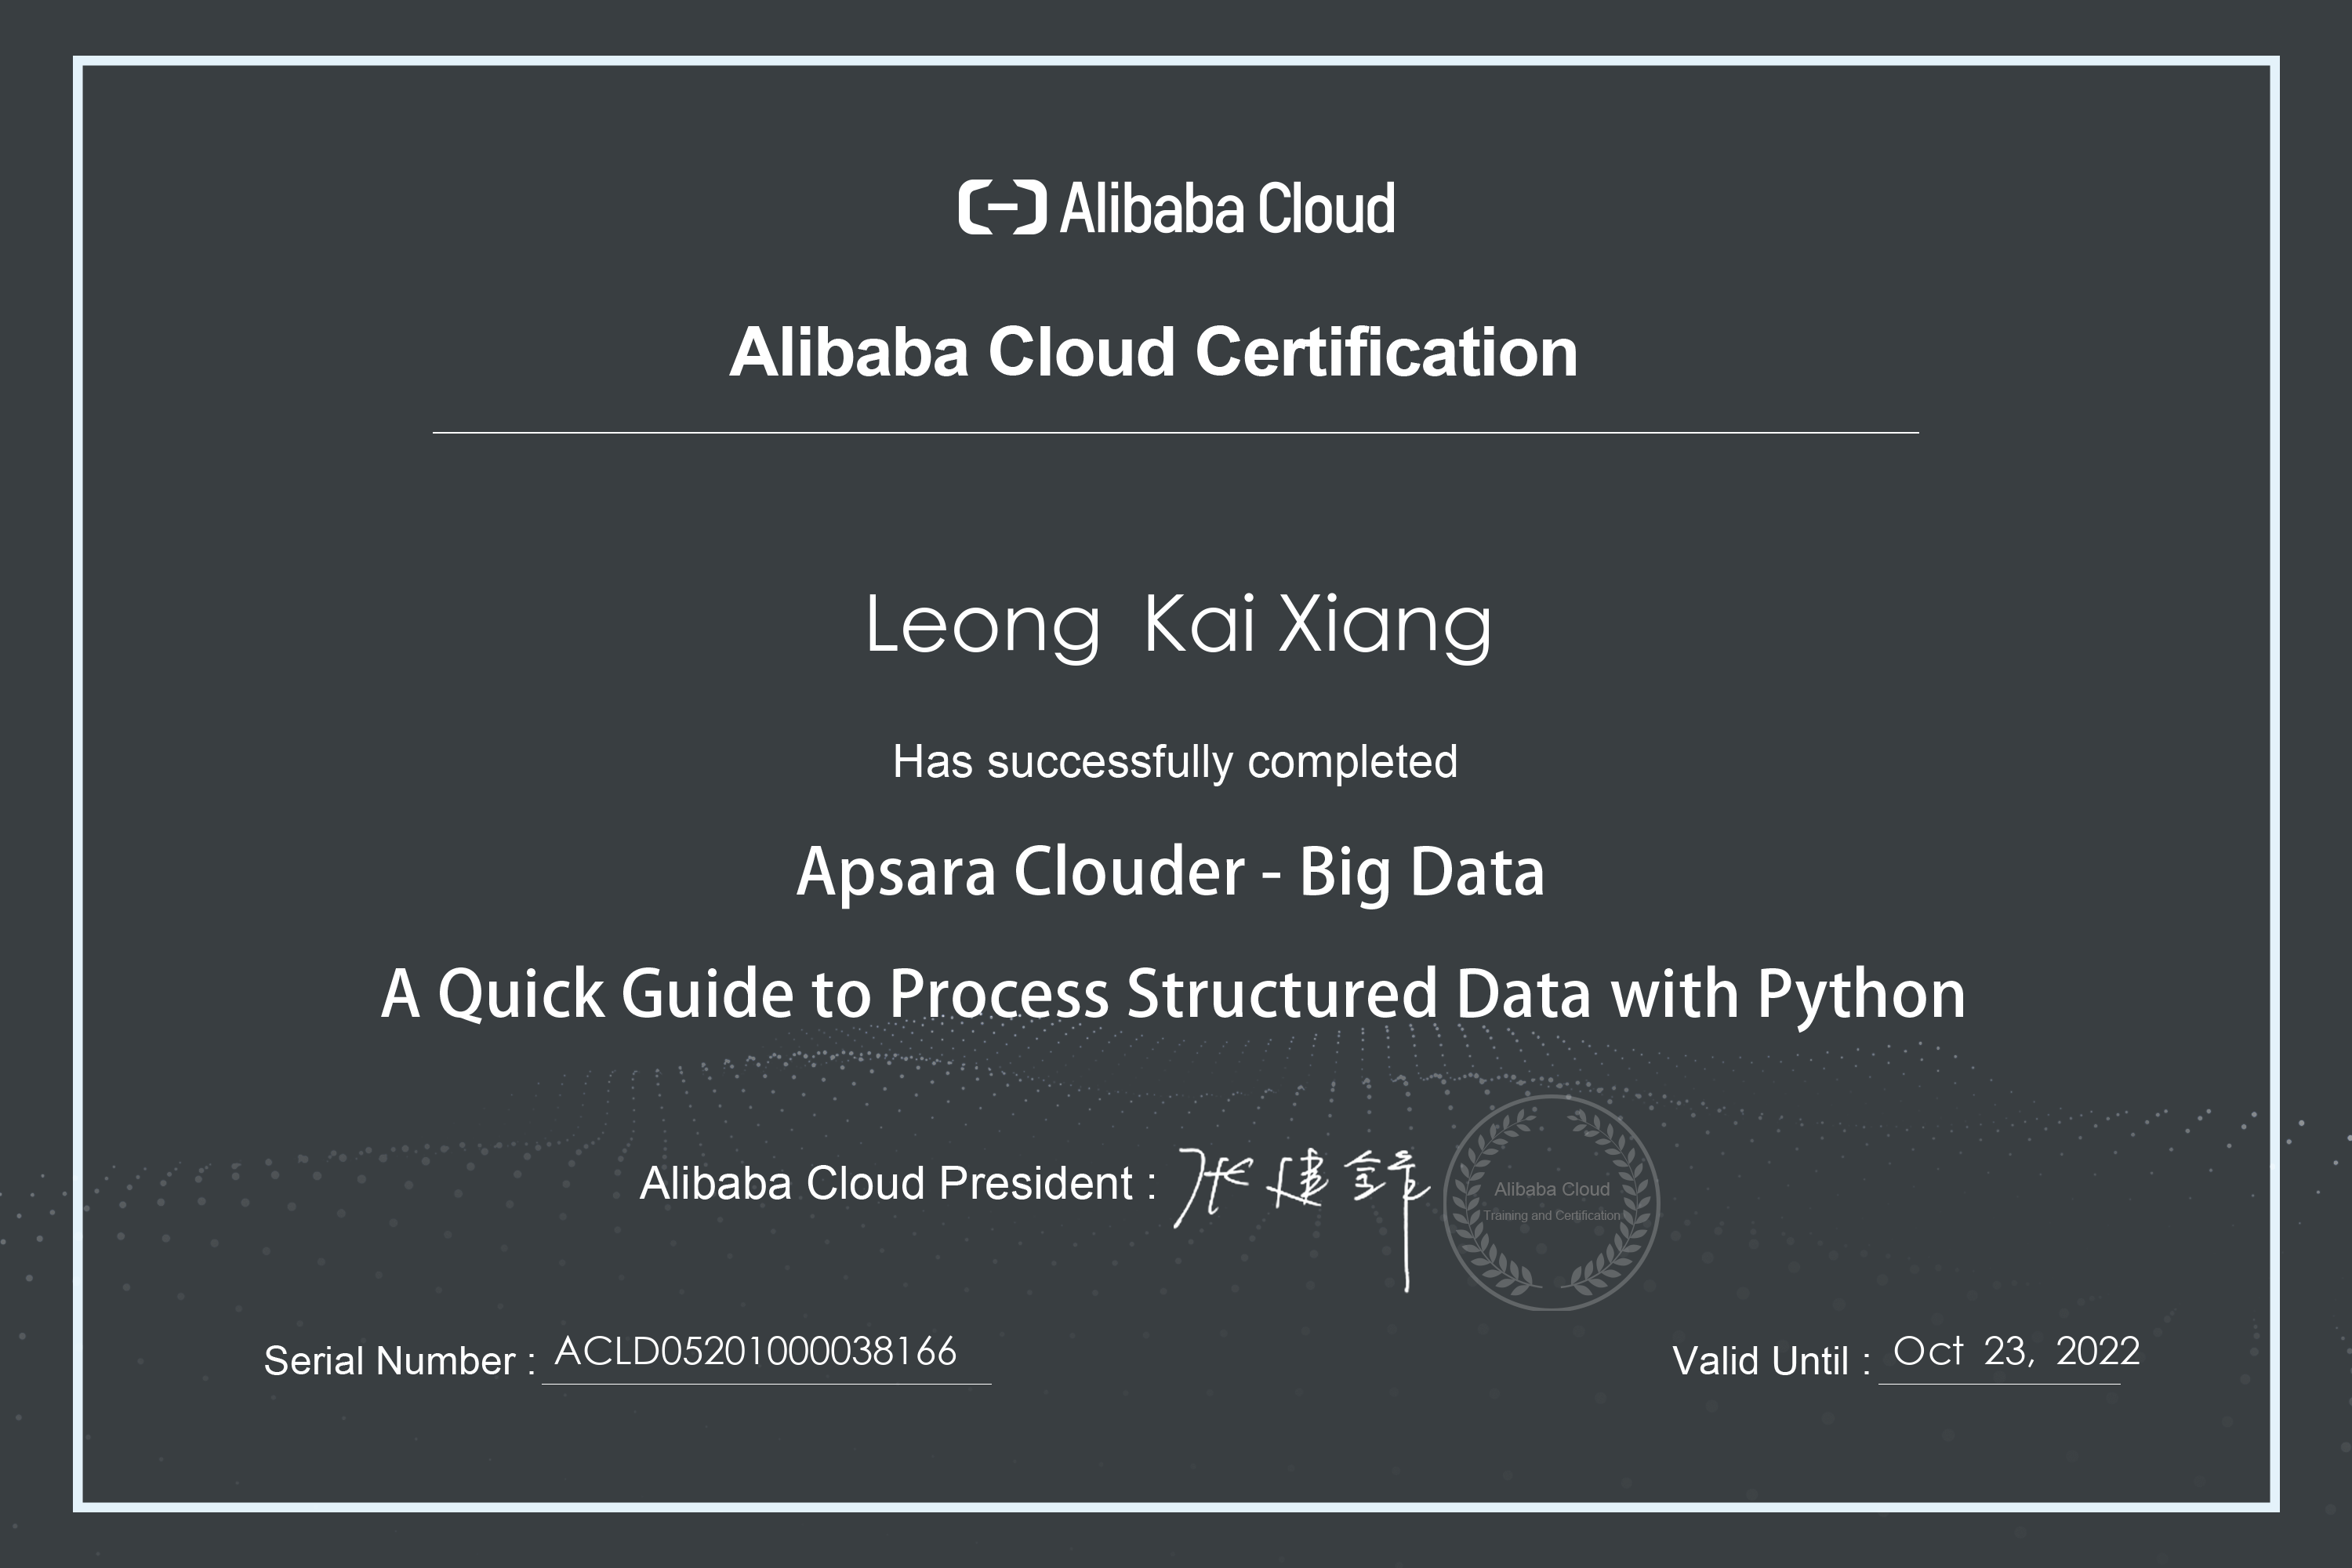 Alibaba Cloud
Alibaba Cloud Certification
Leong Kai Xiang
Has successfully completed
Apsara Clouder - Big Data
A Quick Guide to Process Structured Data with Python
Alibaba Cloud President : 张建锋
Alibaba Cloud
Training and Certification
Serial Number : ACLD05201000038166
Valid Until : Oct 23, 2022